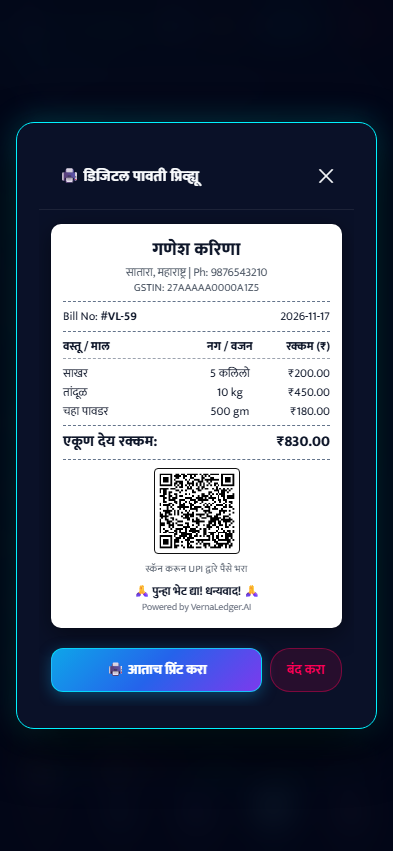 डिजिटल पावती प्रिव्ह्यू
गणेश करिणा
सातारा, महाराष्ट्र | Ph: 9876543210
GSTIN: 27AAAAA0000A1Z5
Bill No: #VL-59 2026-11-17
वस्तू / माल नग / वजन रक्कम (₹)
साखर 5 कलिलो ₹200.00
तांदूळ 10 kg ₹450.00
चहा पावडर 500 gm ₹180.00
एकूण देय रक्कम: ₹830.00
स्कॅन करून UPI द्वारे पैसे भरा
🙏 पुन्हा भेट द्या! धन्यवाद! 🙏
Powered by VernaLedger.AI
आताच प्रिंट करा बंद करा